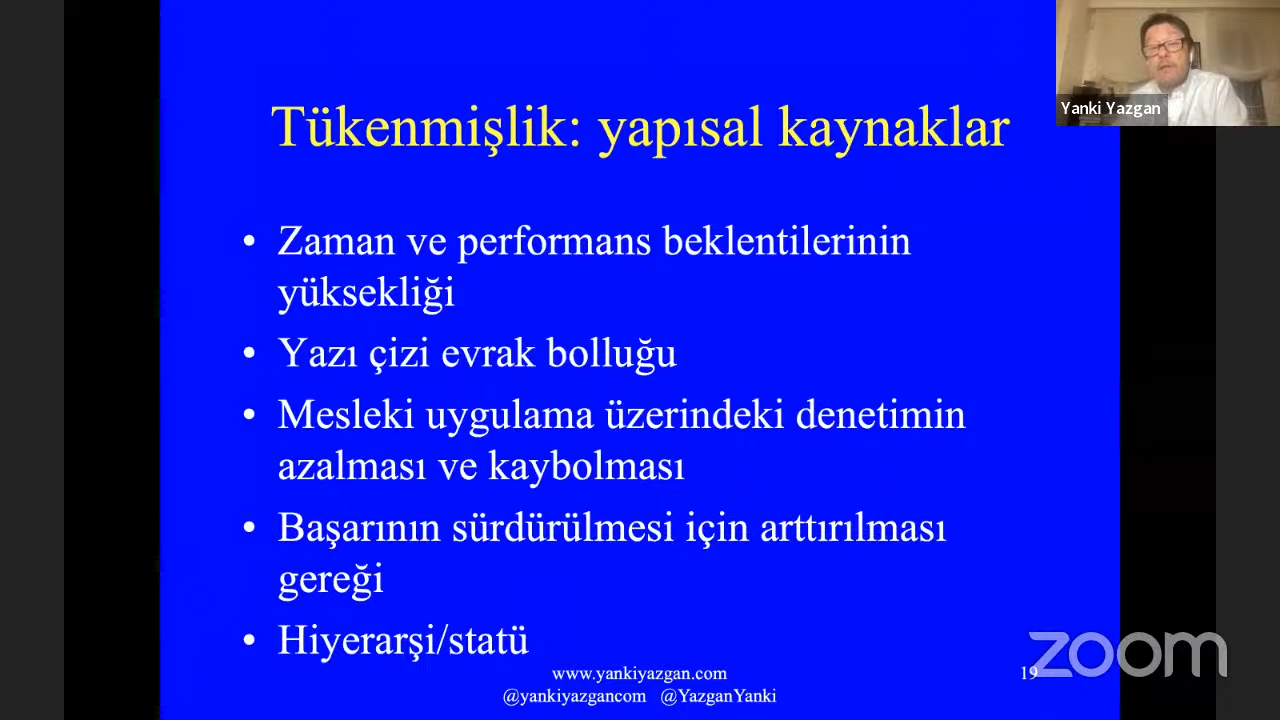 Yanki Yazgan
Tükenmişlik: yapısal kaynaklar
• Zaman ve performans beklentilerinin
yüksekliği
• Yazı çizi evrak bolluğu
• Mesleki uygulama üzerindeki denetimin
azalması ve kaybolması
• Başarının sürdürülmesi için arttırılması
gereği
• Hiyerarşi/statü
www.yankiyazgan.com
@yankiyazgancom @YazganYanki
19
zoom